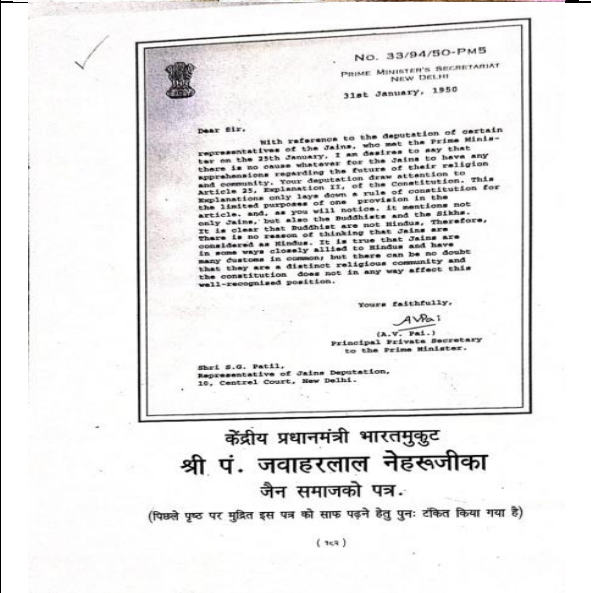 No. 33/94/50-PMS
PRIME MINISTER'S SECRETARIAT
NEW DELHI
31st January, 1950
Dear Sir,
With reference to the deputation of certain
representatives of the Jains, who met the Prime Minis-
ter on the 25th January, I am desires to say that
there is no cause whatever for the Jains to have any
apprehensions regarding the future of their religion
and community. Your deputation draw attention to
Article 25, Explanation II, of the Constitution. This
Explanations only lays down a rule of constitution for
the limited purposes of one provision in the
article. and, as you will notice. it mentions not
only Jains, but also the Buddhists and the Sikhs.
It is clear that Buddhist are not Hindus, Therefore,
There is no reason of thinking that Jains are
considered as Hindus. It is true that Jains are
in some ways closely allied to Hindus and have
many customs in common; but there can be no doubt
that they are a distinct religious community and
the constitution does not in any way affect this
well-recognised position.
Yours faithfully,
AVPai
(A.V. Pai.)
Principal Private Secretary
to the Prime Minister.
Shri S.G. Patil,
Representative of Jains Deputation,
10, Centrel Court, New Delhi.
केंद्रीय प्रधानमंत्री भारतमुकुट
श्री पं. जवाहरलाल नेहरूजीका
जैन समाजको पत्र.
(पिछले पृष्ठ पर मुद्रित इस पत्र को साफ पढ़ने हेतु पुनः टंकित किया गया है)
(१९२)